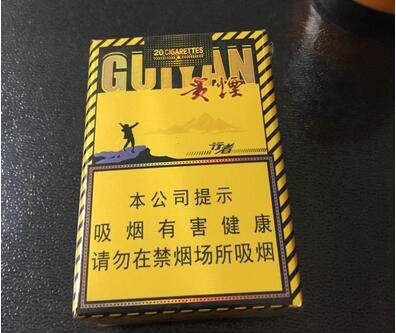 20 CIGARETTES
GUIYAN
贵煙
行者
本公司提示
吸烟有害健康
请勿在禁烟场所吸烟